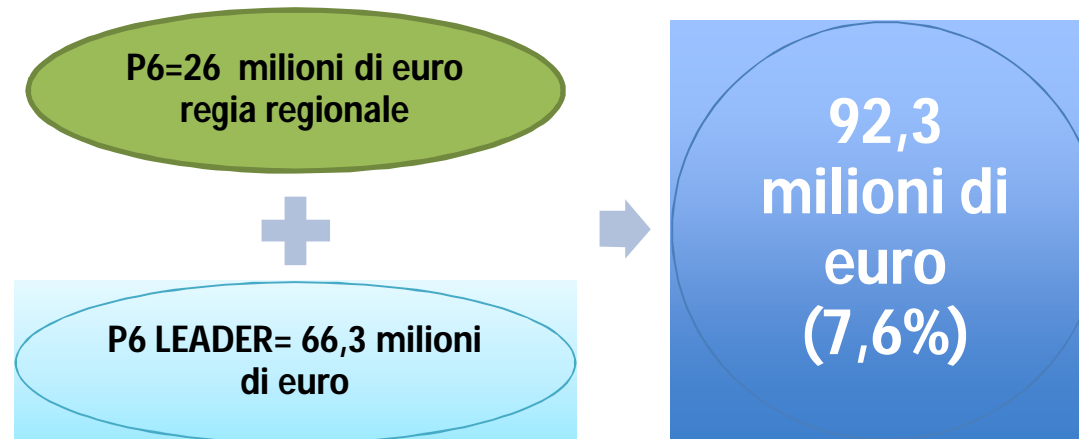 P6=26 milioni di euro
regia regionale
P6 LEADER= 66,3 milioni
di euro
92,3
milioni di
euro
(7,6%)